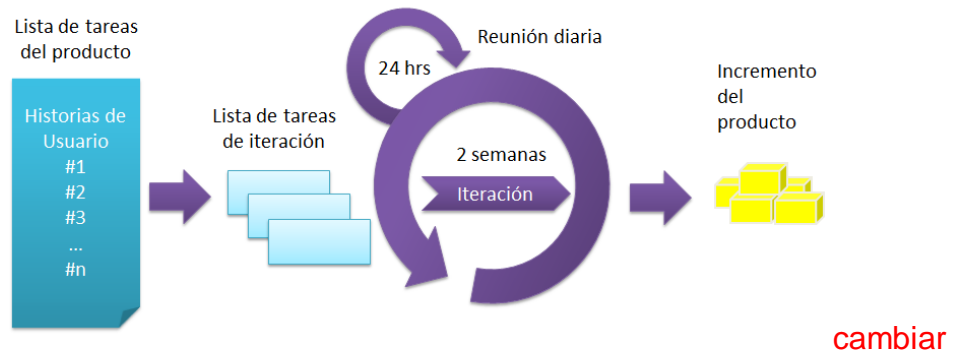 Lista de tareas
del producto
Historias de
Usuario
#1
#2
#3
...
#n
Lista de tareas
de iteración
24 hrs
Reunión diaria
2 semanas
Iteración
Incremento
del
producto
cambiar